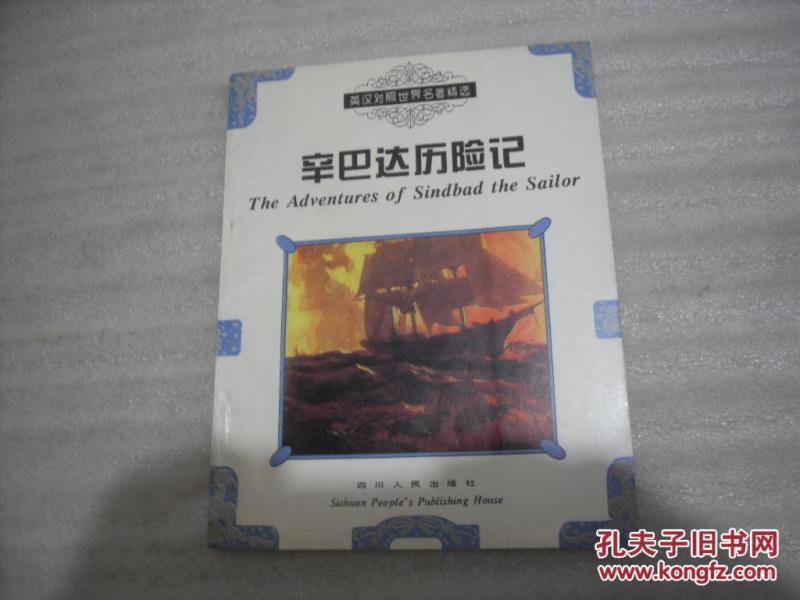 英汉对照世界名著精选
辛巴达历险记
The Adventures of Sindbad the Sailor
四川人民出版社
Sichuan People's Publishing House
孔夫子旧书网
www.kongfz.com